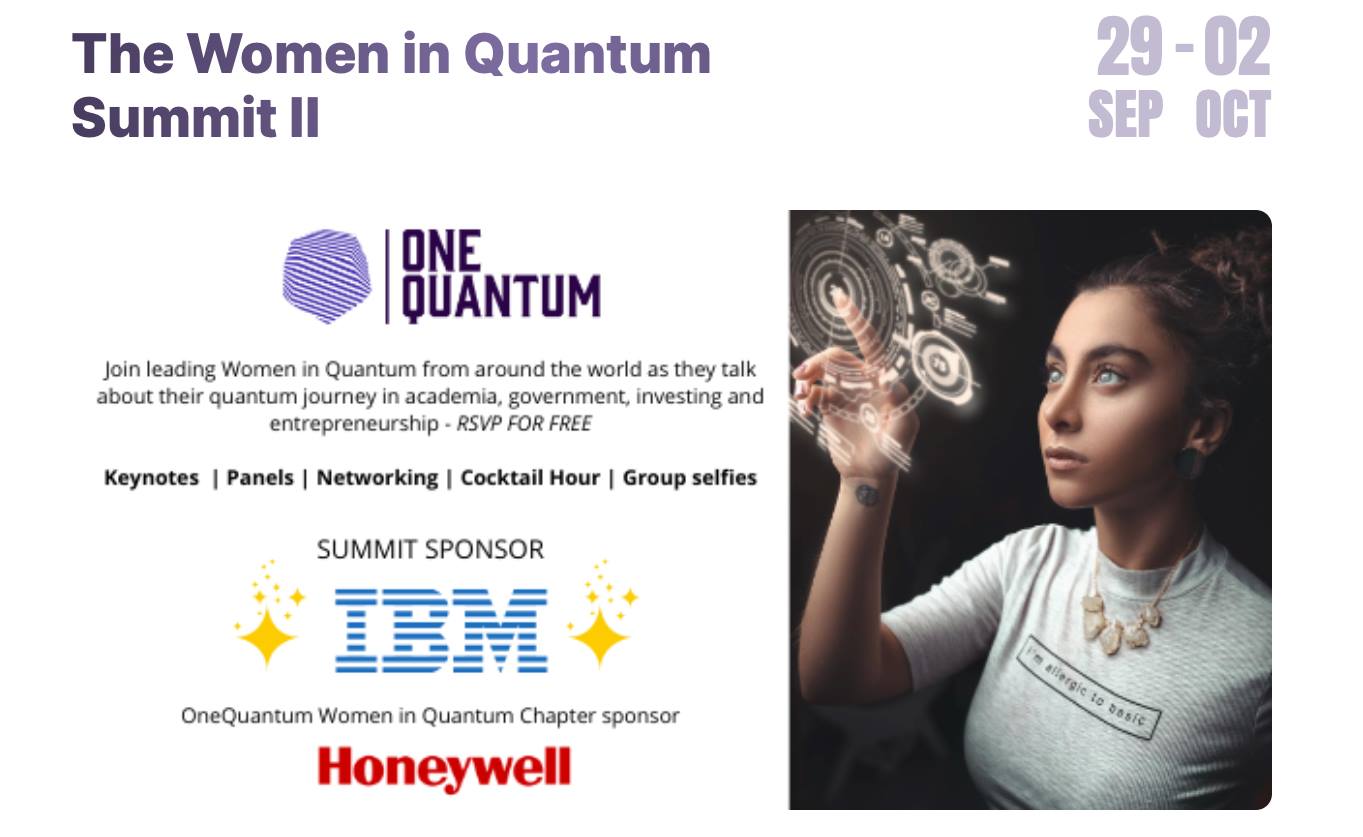 The Women in Quantum
Summit II
29 - 02
SEP OCT
ONE
QUANTUM
Join leading Women in Quantum from around the world as they talk
about their quantum journey in academia, government, investing and
entrepreneurship - RSVP FOR FREE
Keynotes | Panels | Networking | Cocktail Hour | Group selfies
SUMMIT SPONSOR
IBM
OneQuantum Women in Quantum Chapter sponsor
Honeywell
i'm allergic to basic